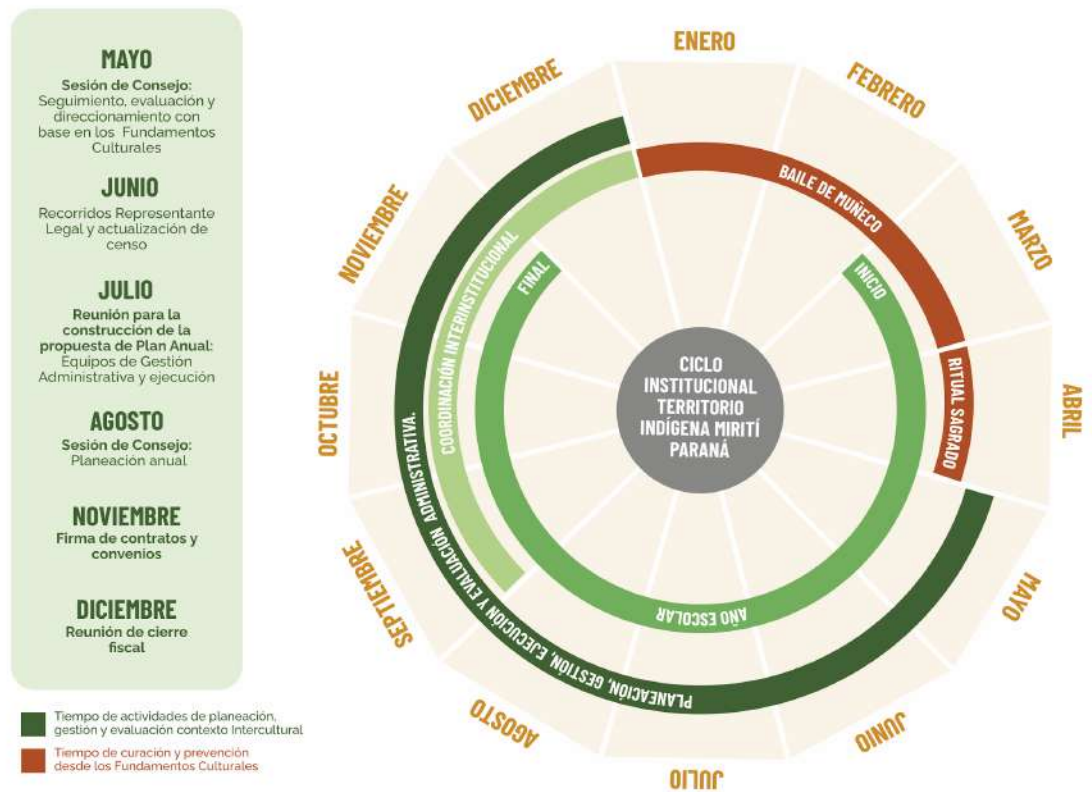 MAYO
Sesión de Consejo:
Seguimiento, evaluación y
direccionamiento con
base en los Fundamentos
Culturales
JUNIO
Recorridos Representante
Legal y actualización de
censo
JULIO
Reunión para la
construcción de la
propuesta de Plan Anual:
Equipos de Gestión
Administrativa y ejecución
AGOSTO
Sesión de Consejo:
Planeación anual
NOVIEMBRE
Firma de contratos y
convenios
DICIEMBRE
Reunión de cierre
fiscal
Tiempo de actividades de planeación,
gestión y evaluación contexto Intercultural
Tiempo de curación y prevención
desde los Fundamentos Culturales
ENERO
FEBRERO
MARZO
ABRIL
MAYO
JUNIO
JULIO
AGOSTO
SEPTIEMBRE
OCTUBRE
NOVIEMBRE
DICIEMBRE
BAILE DE MUÑECO
RITUAL SAGRADO
PLANEACIÓN, GESTIÓN, EJECUCIÓN Y EVALUACIÓN ADMINISTRATIVA.
COORDINACIÓN INTERINSTITUCIONAL
INICIO
AÑO ESCOLAR
FINAL
CICLO
INSTITUCIONAL
TERRITORIO
INDÍGENA MIRITÍ
PARANÁ